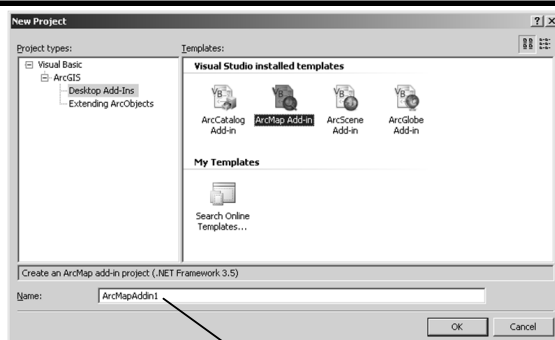 New Project
Project types:
Templates:
Visual Basic
ArcGIS
Desktop Add-Ins
Extending ArcObjects
Visual Studio installed templates
ArcCatalog Add-in
ArcMap Add-in
ArcScene Add-in
ArcGlobe Add-in
My Templates
Search Online Templates...
Create an ArcMap add-in project (.NET Framework 3.5)
Name:
ArcMapAddin1
OK
Cancel